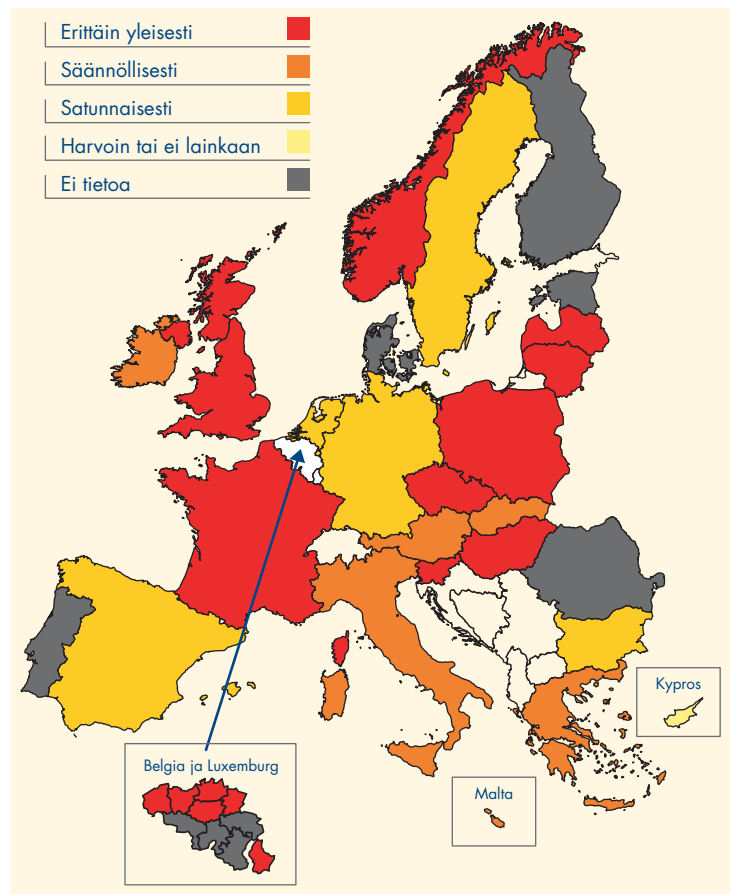 Erittäin yleisesti
Säännöllisesti
Satunnaisesti
Harvoin tai ei lainkaan
Ei tietoa
Kypros
Belgia ja Luxemburg
Malta